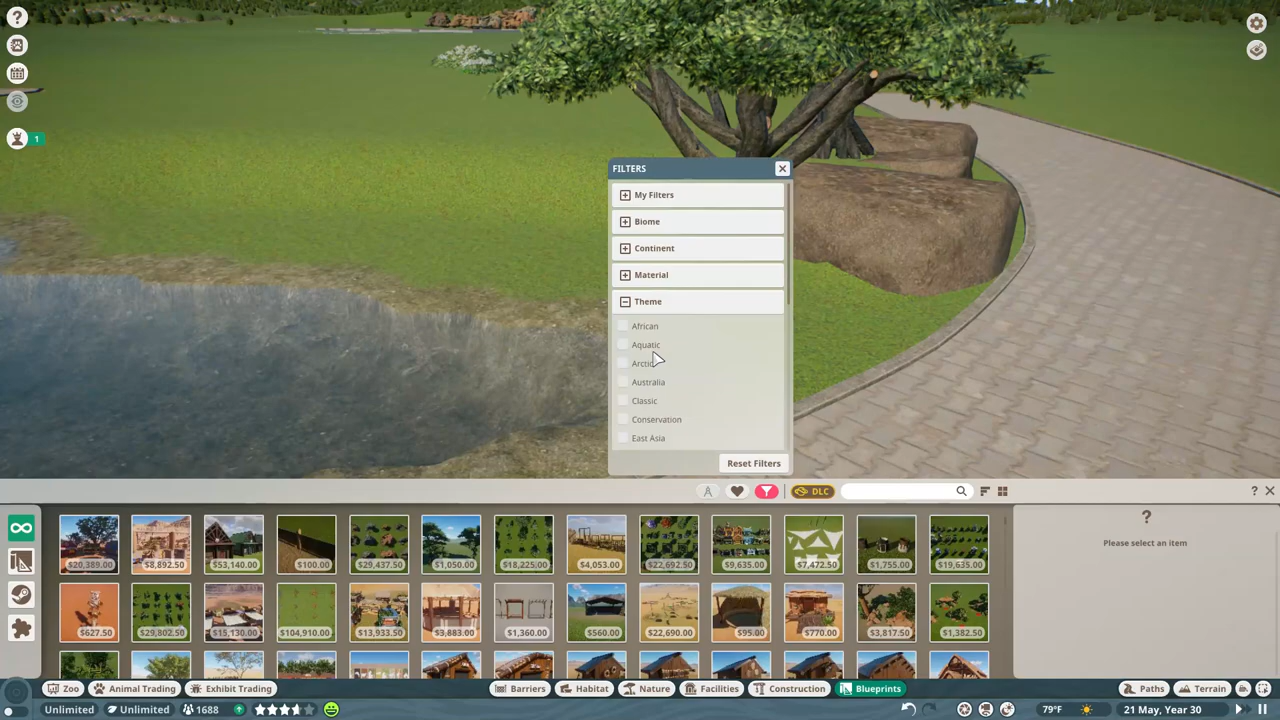 ?
1
FILTERS
My Filters
Biome
Continent
Material
Theme
African
Aquatic
Arctic
Australia
Classic
Conservation
East Asia
Reset Filters
DLC
?
$20,389.00
$8,892.50
$53,140.00
$100.00
$29,437.50
$1,050.00
$18,225.00
$4,053.00
$22,692.50
$9,635.00
$7,472.50
$1,755.00
$19,635.00
?
Please select an item
$627.50
$29,802.50
$15,130.00
$104,910.00
$13,933.50
$3,883.00
$1,360.00
$560.00
$22,690.00
$95.00
$770.00
$3,817.50
$1,382.50
Zoo
Animal Trading
Exhibit Trading
Barriers
Habitat
Nature
Facilities
Construction
Blueprints
Paths
Terrain
Unlimited
Unlimited
1688
79°F
21 May, Year 30